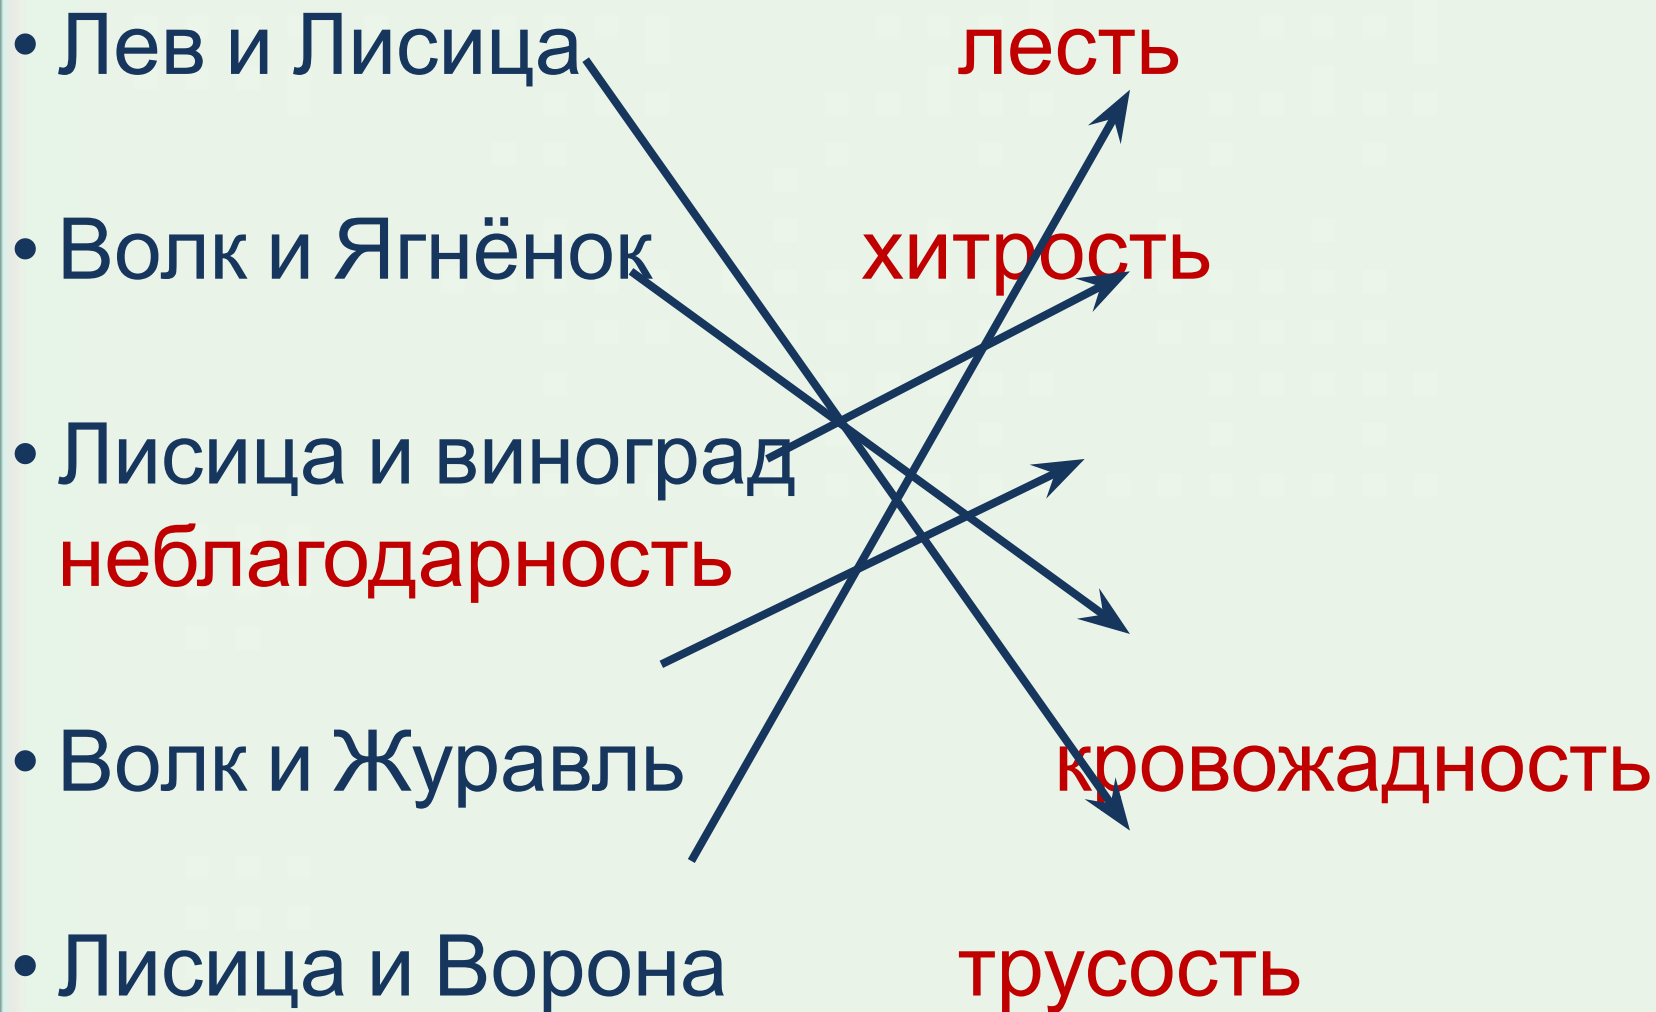 • Лев и Лисица лесть
• Волк и Ягнёнок хитрость
• Лисица и виноград
неблагодарность
• Волк и Журавль кровожадность
• Лисица и Ворона трусость